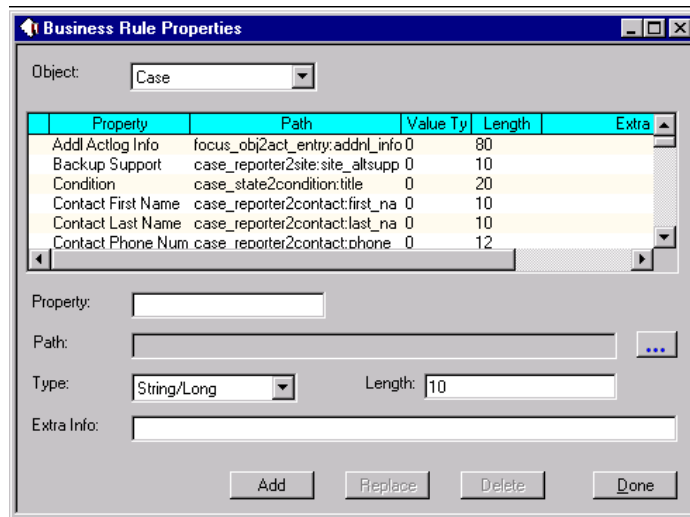 Business Rule Properties
Object: Case
Property Path Value Ty Length Extra
Addl Actlog Info focus_obj2act_entry:addnl_info 0 80
Backup Support case_reporter2site:site_altsupp 0 10
Condition case_state2condition:title 0 20
Contact First Name case_reporter2contact:first_na 0 10
Contact Last Name case_reporter2contact:last_na 0 10
Contact Phone Num case_reporter2contact:phone 0 12
Property:
Path: ...
Type: String/Long Length: 10
Extra Info:
Add Replace Delete Done